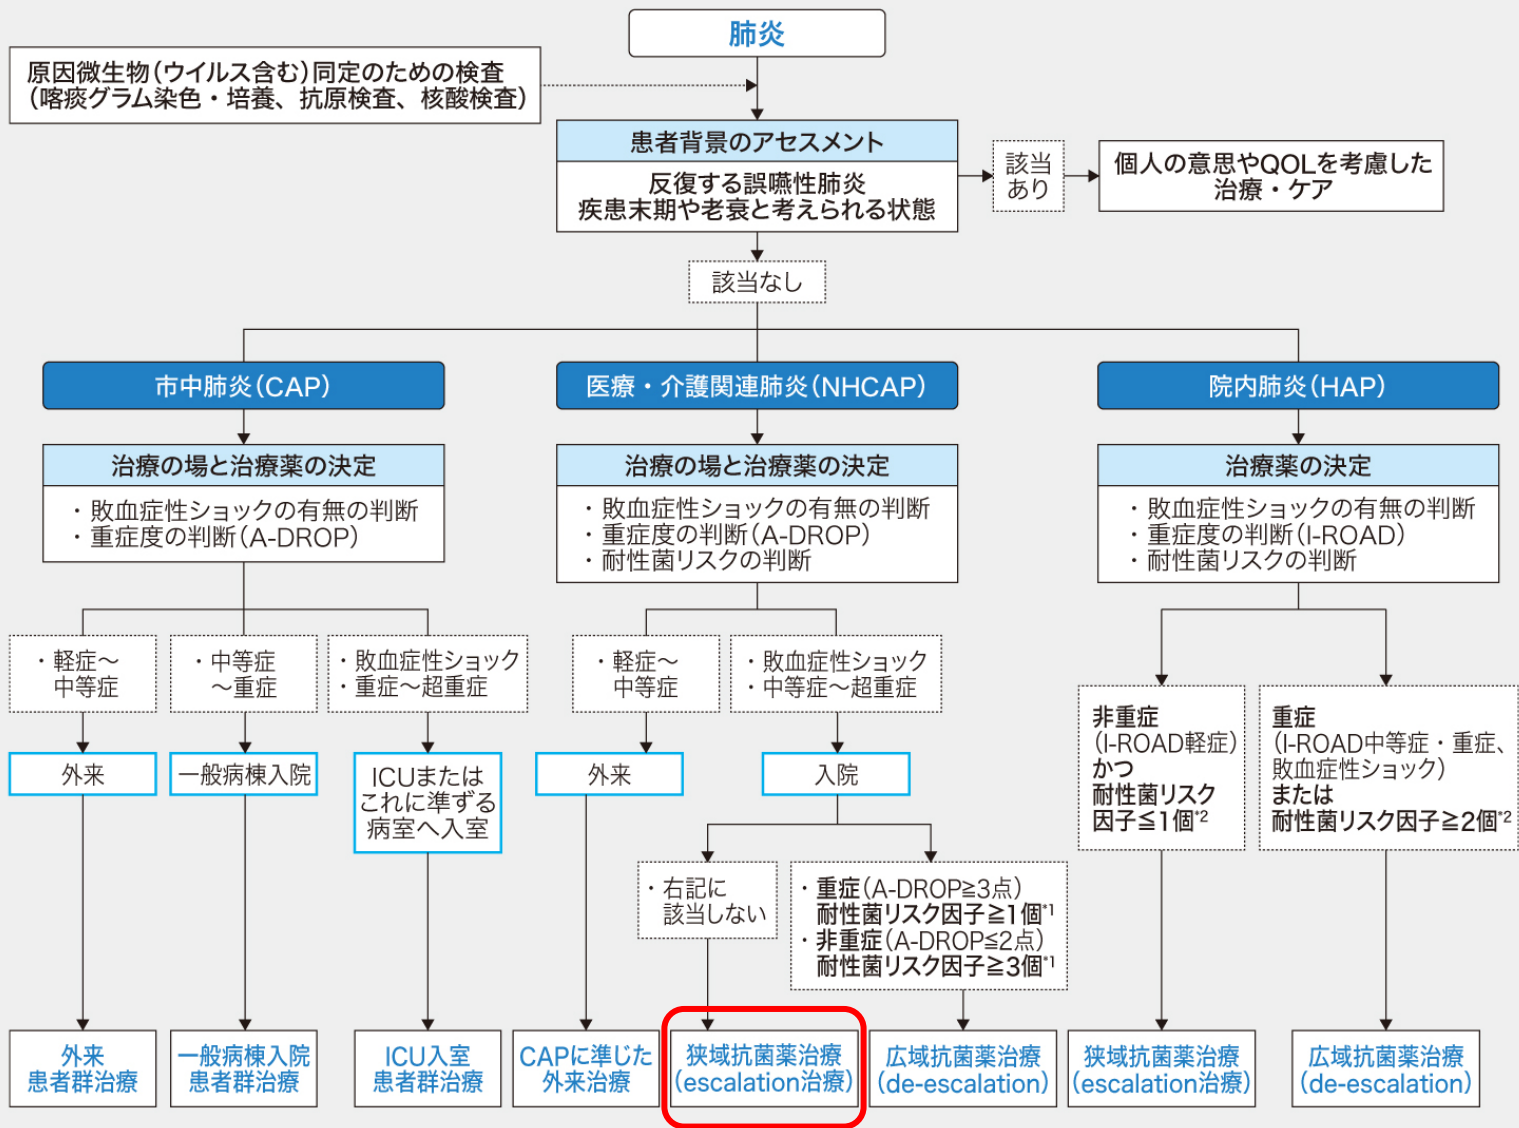 肺炎
原因微生物(ウイルス含む)同定のための検査
(喀痰グラム染色・培養、抗原検査、核酸検査)
患者背景のアセスメント
反復する誤嚥性肺炎
疾患末期や老衰と考えられる状態
該当
あり
個人の意思やQOLを考慮した
治療・ケア
該当なし
市中肺炎(CAP)
治療の場と治療薬の決定
・敗血症性ショックの有無の判断
・重症度の判断(A-DROP)
・軽症～
中等症
・中等症
～重症
・敗血症性ショック
・重症～超重症
外来
一般病棟入院
ICUまたは
これに準ずる
病室へ入室
外来
患者群治療
一般病棟入院
患者群治療
ICU入室
患者群治療
医療・介護関連肺炎(NHCAP)
治療の場と治療薬の決定
・敗血症性ショックの有無の判断
・重症度の判断(A-DROP)
・耐性菌リスクの判断
・軽症～
中等症
・敗血症性ショック
・中等症～超重症
外来
入院
・右記に
該当しない
・重症(A-DROP≧3点)
耐性菌リスク因子≧1個*1
・非重症(A-DROP≦2点)
耐性菌リスク因子≧3個*1
CAPに準じた
外来治療
狭域抗菌薬治療
(escalation治療)
広域抗菌薬治療
(de-escalation)
院内肺炎(HAP)
治療薬の決定
・敗血症性ショックの有無の判断
・重症度の判断(I-ROAD)
・耐性菌リスクの判断
非重症
(I-ROAD軽症)
かつ
耐性菌リスク
因子≦1個*2
重症
(I-ROAD中等症・重症、
敗血症性ショック)
または
耐性菌リスク因子≧2個*2
狭域抗菌薬治療
(escalation治療)
広域抗菌薬治療
(de-escalation)